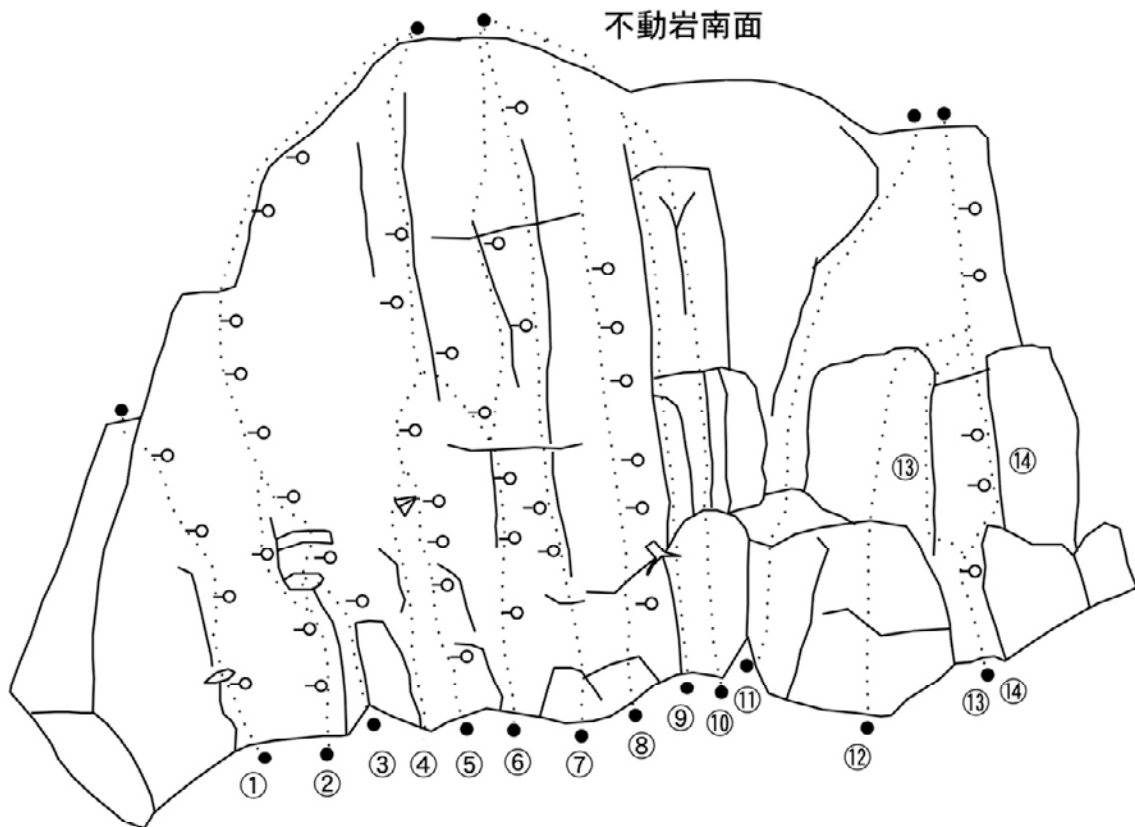 不動岩南面
⑬ ⑭
① ② ③ ④ ⑤ ⑥ ⑦ ⑧ ⑨ ⑩ ⑪ ⑫ ⑬ ⑭